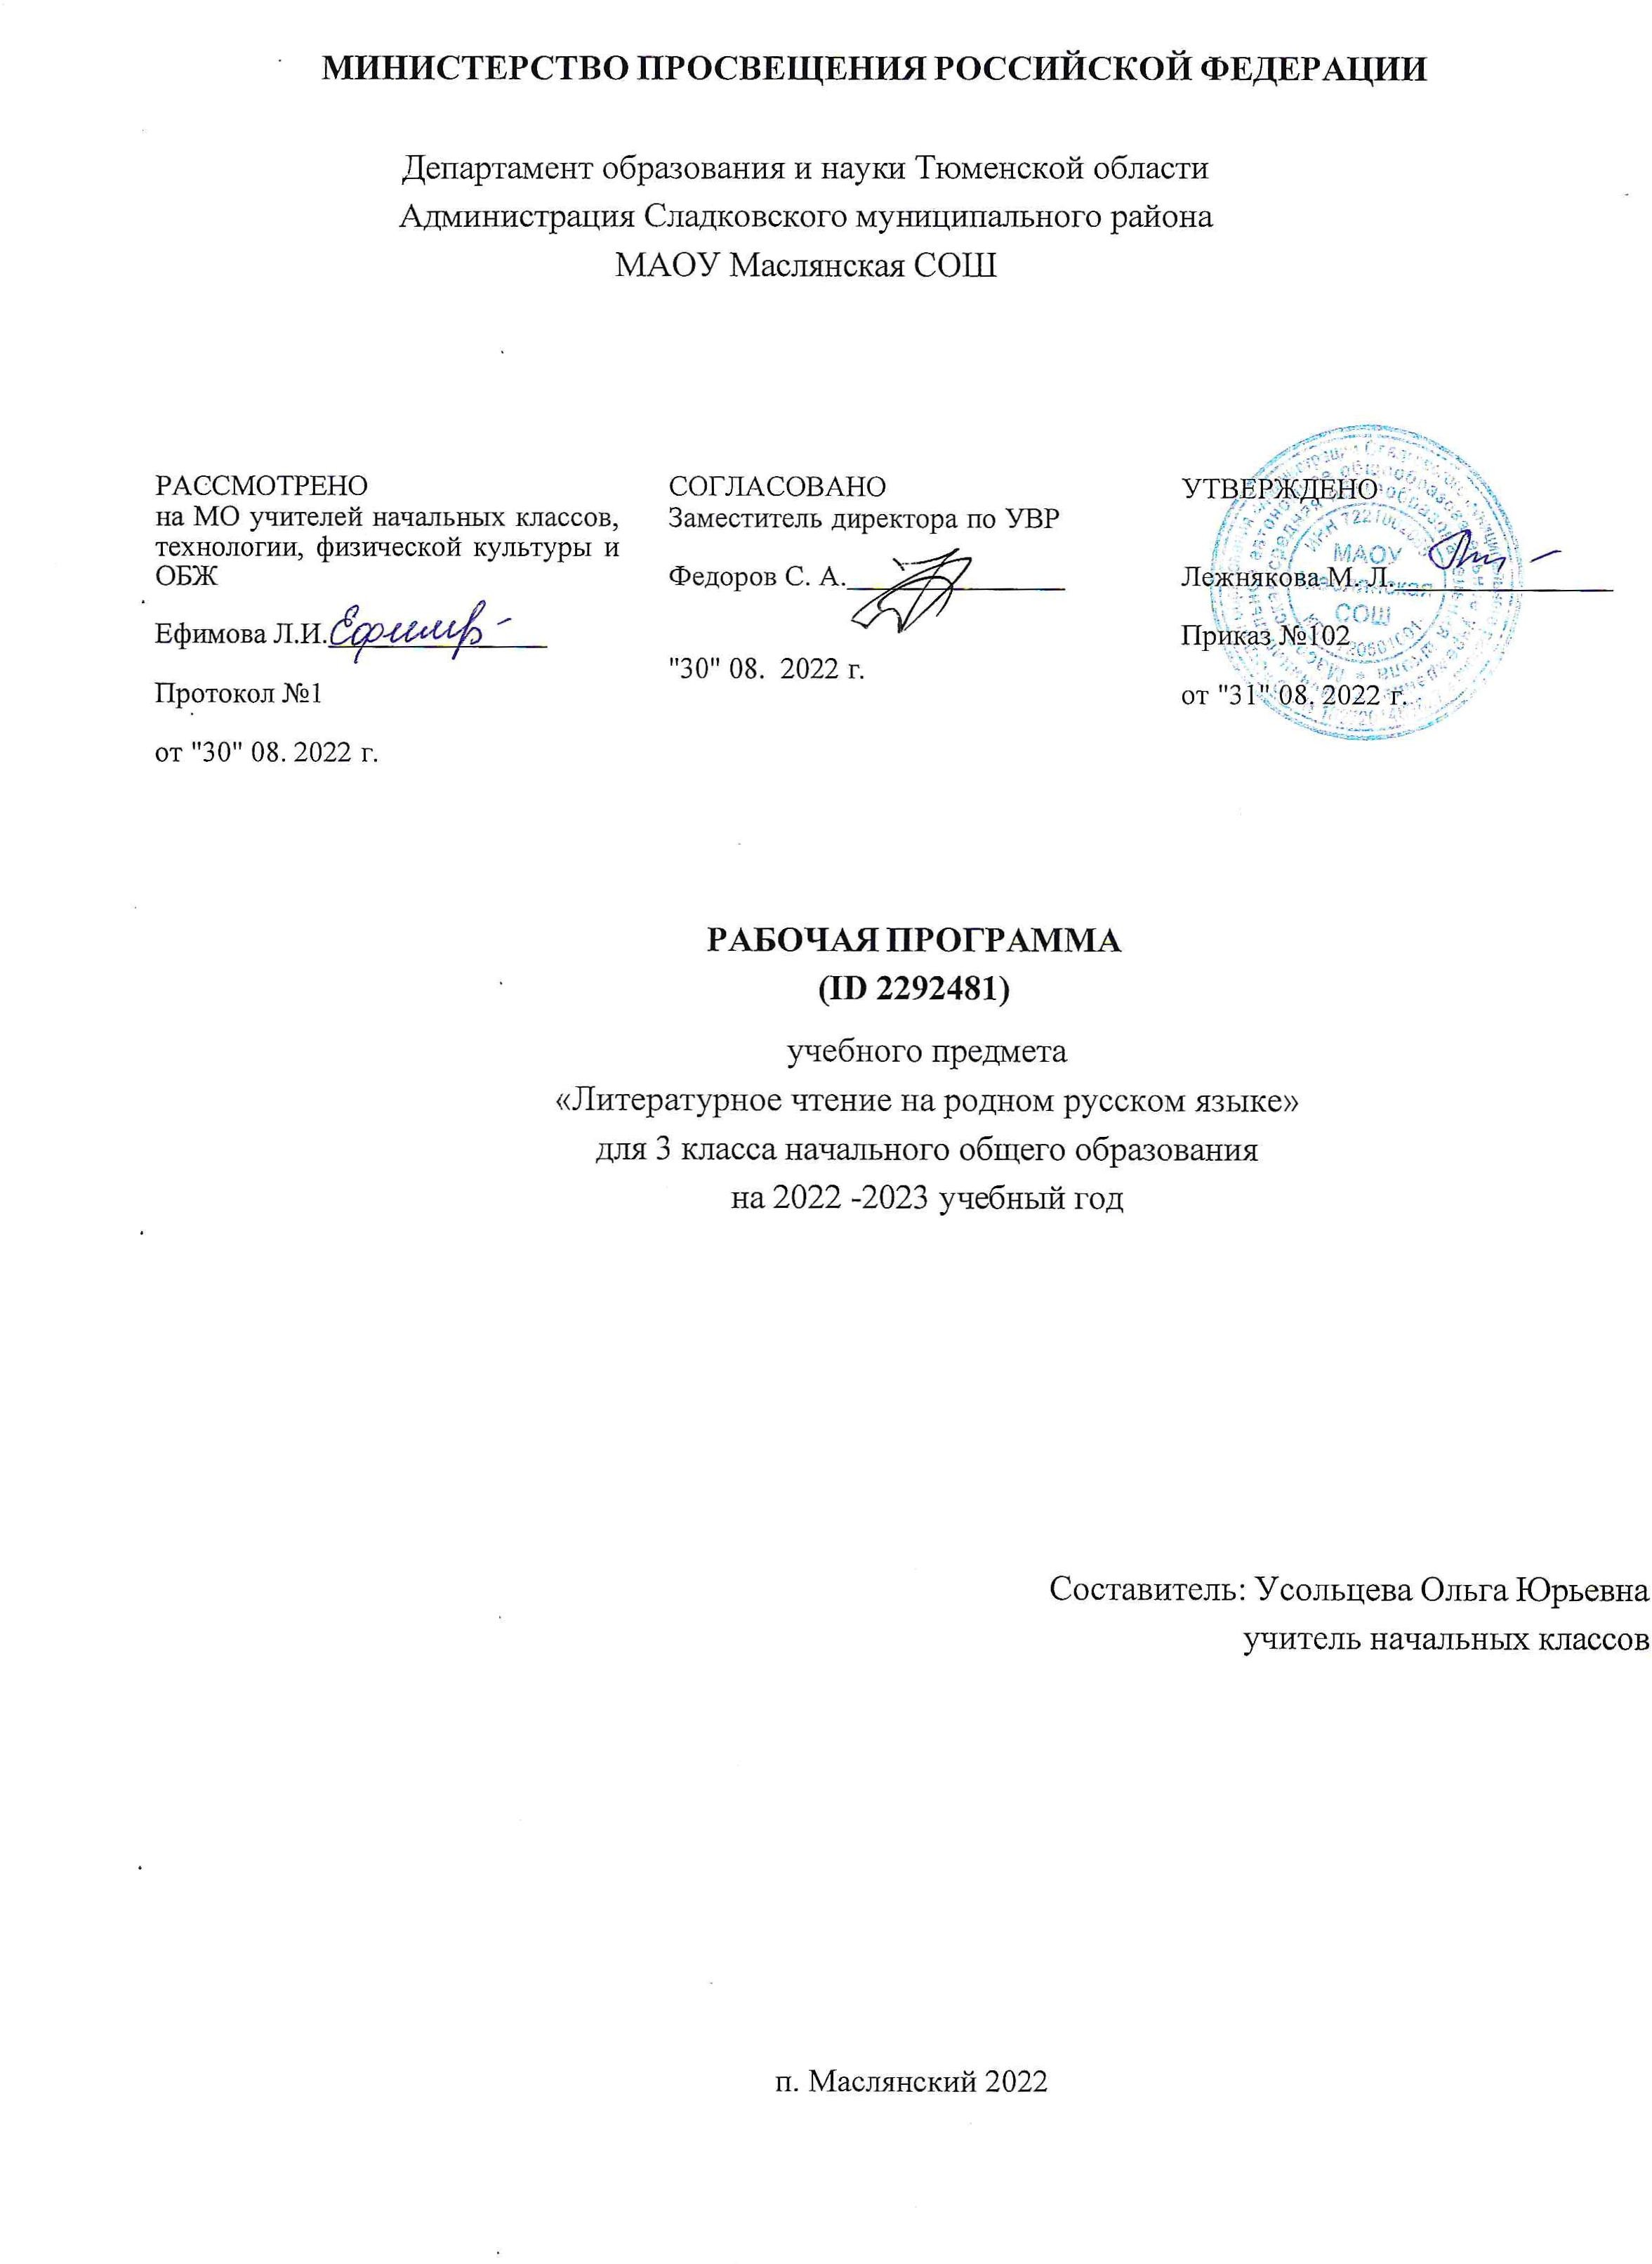 МИНИСТЕРСТВО ПРОСВЕЩЕНИЯ РОССИЙСКОЙ ФЕДЕРАЦИИ
Департамент образования и науки Тюменской области
Администрация Сладковского муниципального района
МАОУ Маслянская СОШ
РАССМОТРЕНО
на МО учителей начальных классов,
технологии, физической культуры и
ОБЖ
Ефимова Л.И.
Протокол №1
от "30" 08. 2022 г.
СОГЛАСОВАНО
Заместитель директора по УВР
Федоров С. А.
"30" 08. 2022 г.
УТВЕРЖДЕНО
Лежнякова М. Л.
Приказ №102
от "31" 08. 2022 г.
МАОУ
СОШ
РАБОЧАЯ ПРОГРАММА
(ID 2292481)
учебного предмета
«Литературное чтение на родном русском языке»
для 3 класса начального общего образования
на 2022 -2023 учебный год
Составитель: Усольцева Ольга Юрьевна
учитель начальных классов
п. Маслянский 2022